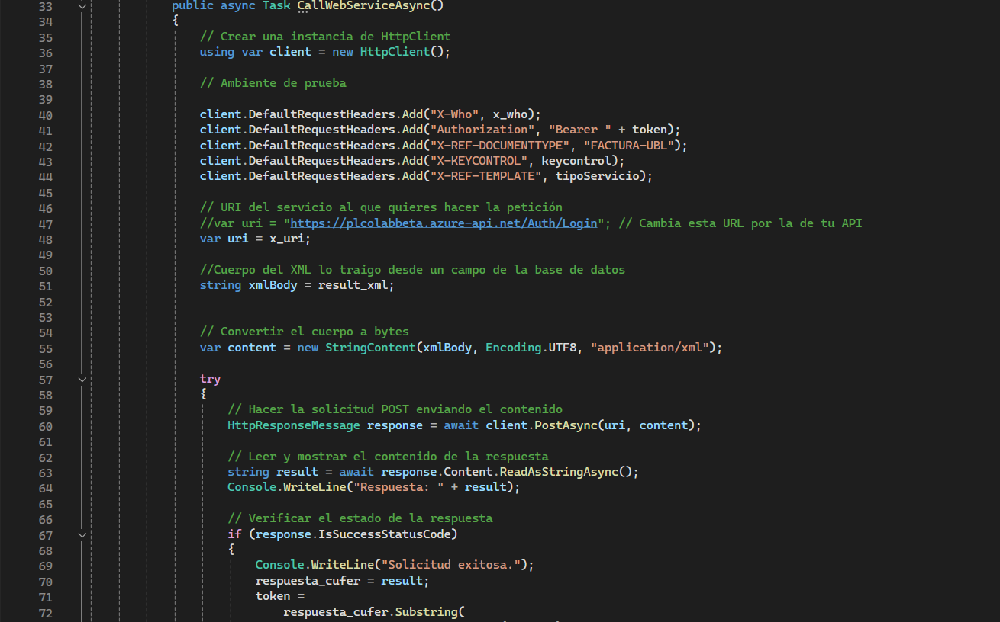 33 public async Task CallWebServiceAsync()
34 {
35 // Crear una instancia de HttpClient
36 using var client = new HttpClient();
37
38 // Ambiente de prueba
39
40 client.DefaultRequestHeaders.Add("X-Who", x_who);
41 client.DefaultRequestHeaders.Add("Authorization", "Bearer " + token);
42 client.DefaultRequestHeaders.Add("X-REF-DOCUMENTTYPE", "FACTURA-UBL");
43 client.DefaultRequestHeaders.Add("X-KEYCONTROL", keycontrol);
44 client.DefaultRequestHeaders.Add("X-REF-TEMPLATE", tipoServicio);
45
46 // URI del servicio al que quieres hacer la petición
47 //var uri = "https://plcolabbeta.azure-api.net/Auth/Login"; // Cambia esta URL por la de tu API
48 var uri = x_uri;
49
50 //Cuerpo del XML lo traigo desde un campo de la base de datos
51 string xmlBody = result_xml;
52
53
54 // Convertir el cuerpo a bytes
55 var content = new StringContent(xmlBody, Encoding.UTF8, "application/xml");
56
57 try
58 {
59 // Hacer la solicitud POST enviando el contenido
60 HttpResponseMessage response = await client.PostAsync(uri, content);
61
62 // Leer y mostrar el contenido de la respuesta
63 string result = await response.Content.ReadAsStringAsync();
64 Console.WriteLine("Respuesta: " + result);
65
66 // Verificar el estado de la respuesta
67 if (response.IsSuccessStatusCode)
68 {
69 Console.WriteLine("Solicitud exitosa.");
70 respuesta_cufer = result;
71 token =
72 respuesta_cufer.Substring(